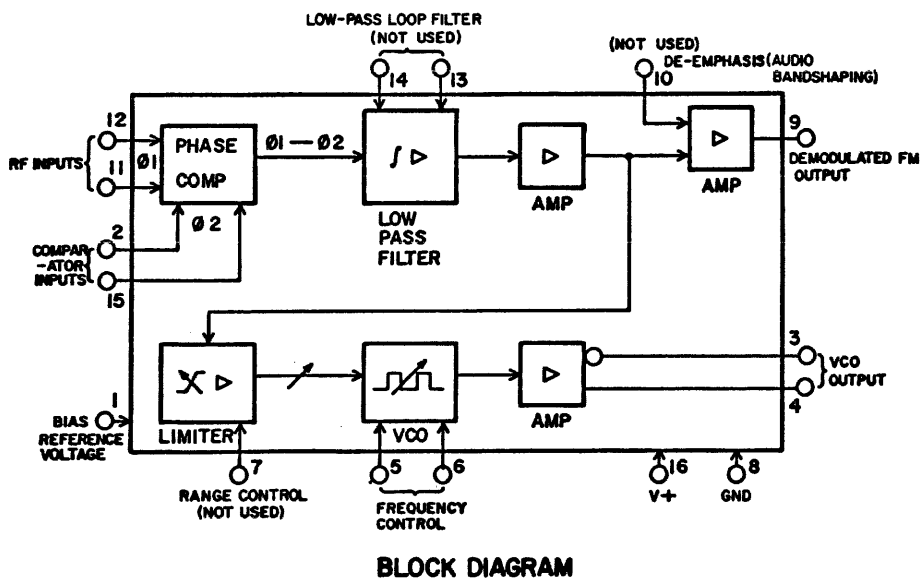 LOW-PASS LOOP FILTER
(NOT USED)
14
13
(NOT USED)
DE-EMPHASIS (AUDIO
BANDSHAPING)
10
12
RF INPUTS
11
Ø1
PHASE
COMP
Ø1—Ø2
∫ ▷
LOW
PASS
FILTER
▷
AMP
▷
AMP
9
DEMODULATED FM
OUTPUT
Ø2
2
COMPAR-
-ATOR
INPUTS
15
1
BIAS
REFERENCE
VOLTAGE
▷
LIMITER
VCO
▷
AMP
3
VCO
OUTPUT
4
7
RANGE CONTROL
(NOT USED)
5
6
FREQUENCY
CONTROL
16
V+
8
GND
BLOCK DIAGRAM